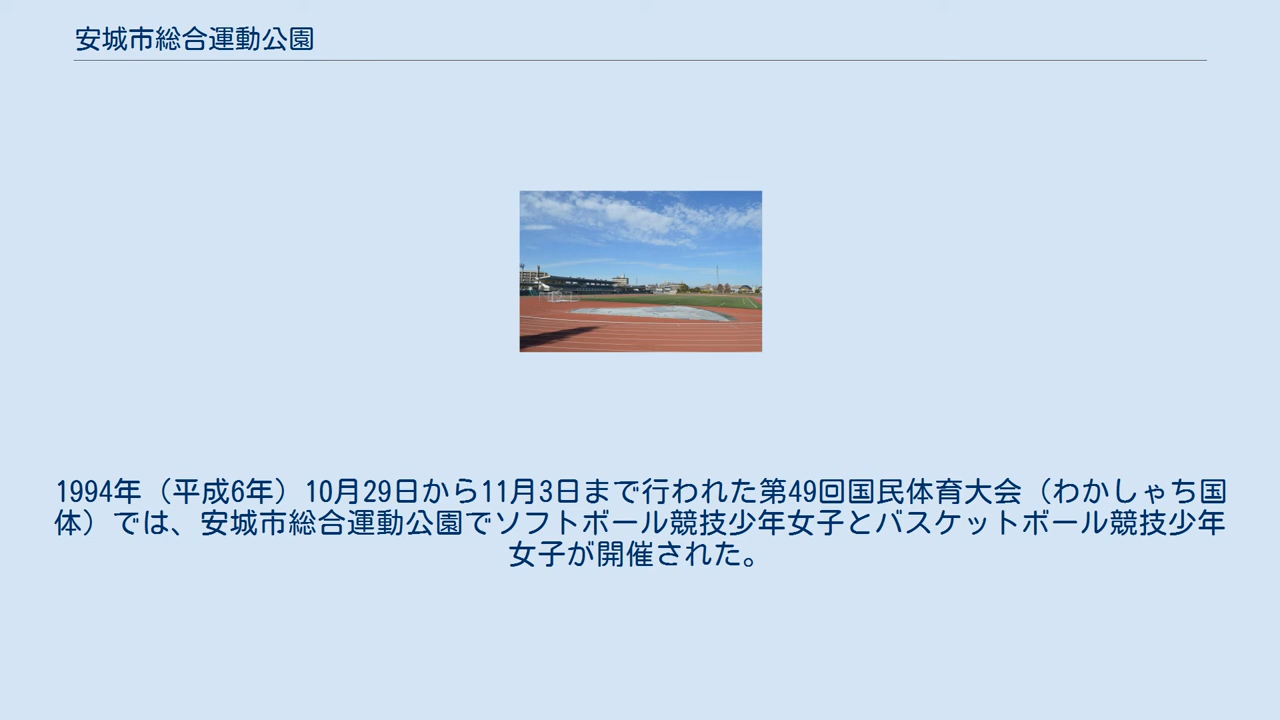 安城市総合運動公園
1994年（平成6年）10月29日から11月3日まで行われた第49回国民体育大会（わかしゃち国
体）では、安城市総合運動公園でソフトボール競技少年女子とバスケットボール競技少年
女子が開催された。